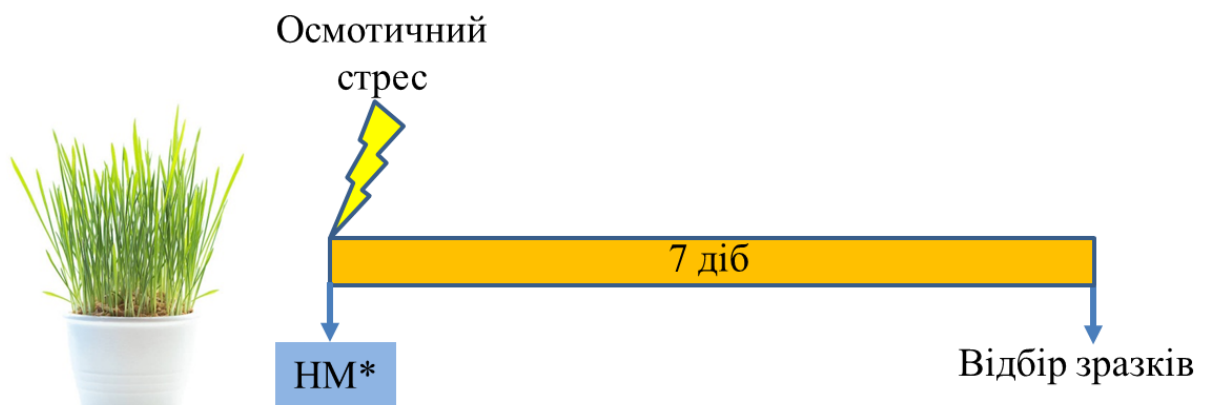 Осмотичний
стрес
7 діб
НМ*
Відбір зразків